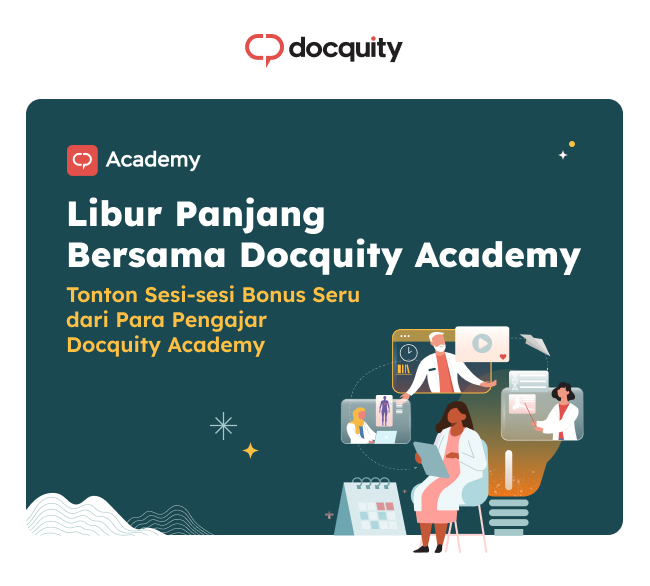 docquity
Academy
Libur Panjang
Bersama Docquity Academy
Tonton Sesi-sesi Bonus Seru
dari Para Pengajar
Docquity Academy